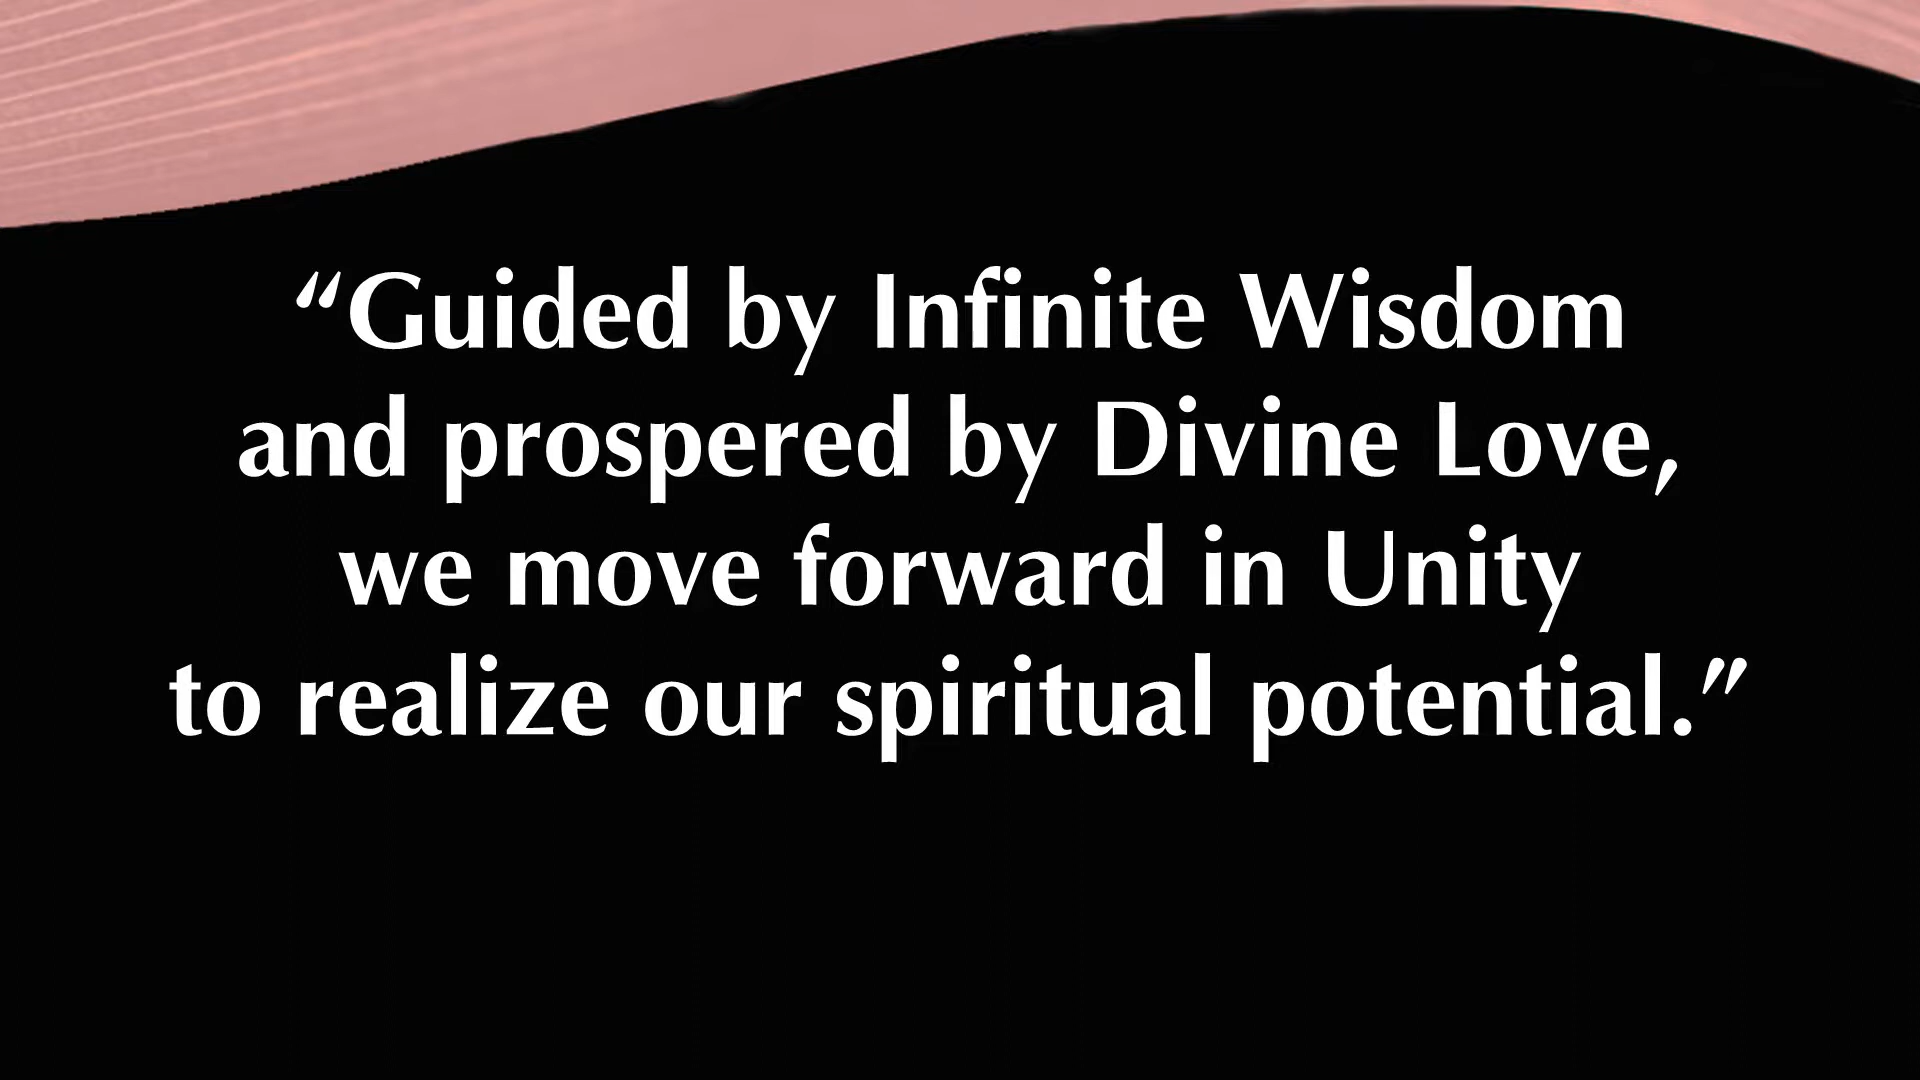 “Guided by Infinite Wisdom
and prospered by Divine Love,
we move forward in Unity
to realize our spiritual potential.”